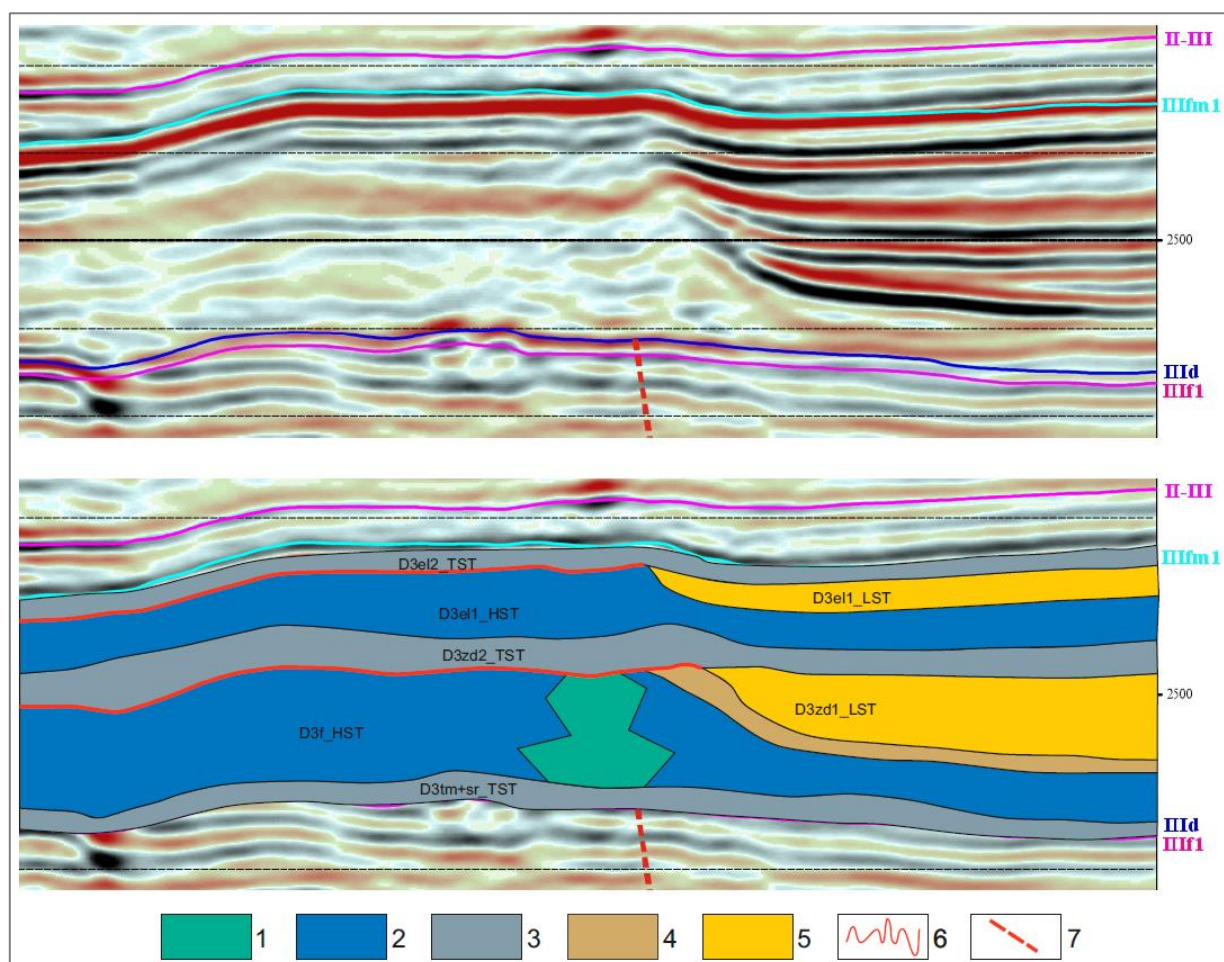 II-III
IIIfm1
2500
IIId
IIIf1
II-III
IIIfm1
D3el2_TST
D3el1_LST
D3el1_HST
D3zd2_TST
2500
D3zd1_LST
D3f_HST
D3tm+sr_TST
IIId
IIIf1
1 2 3 4 5 6 7